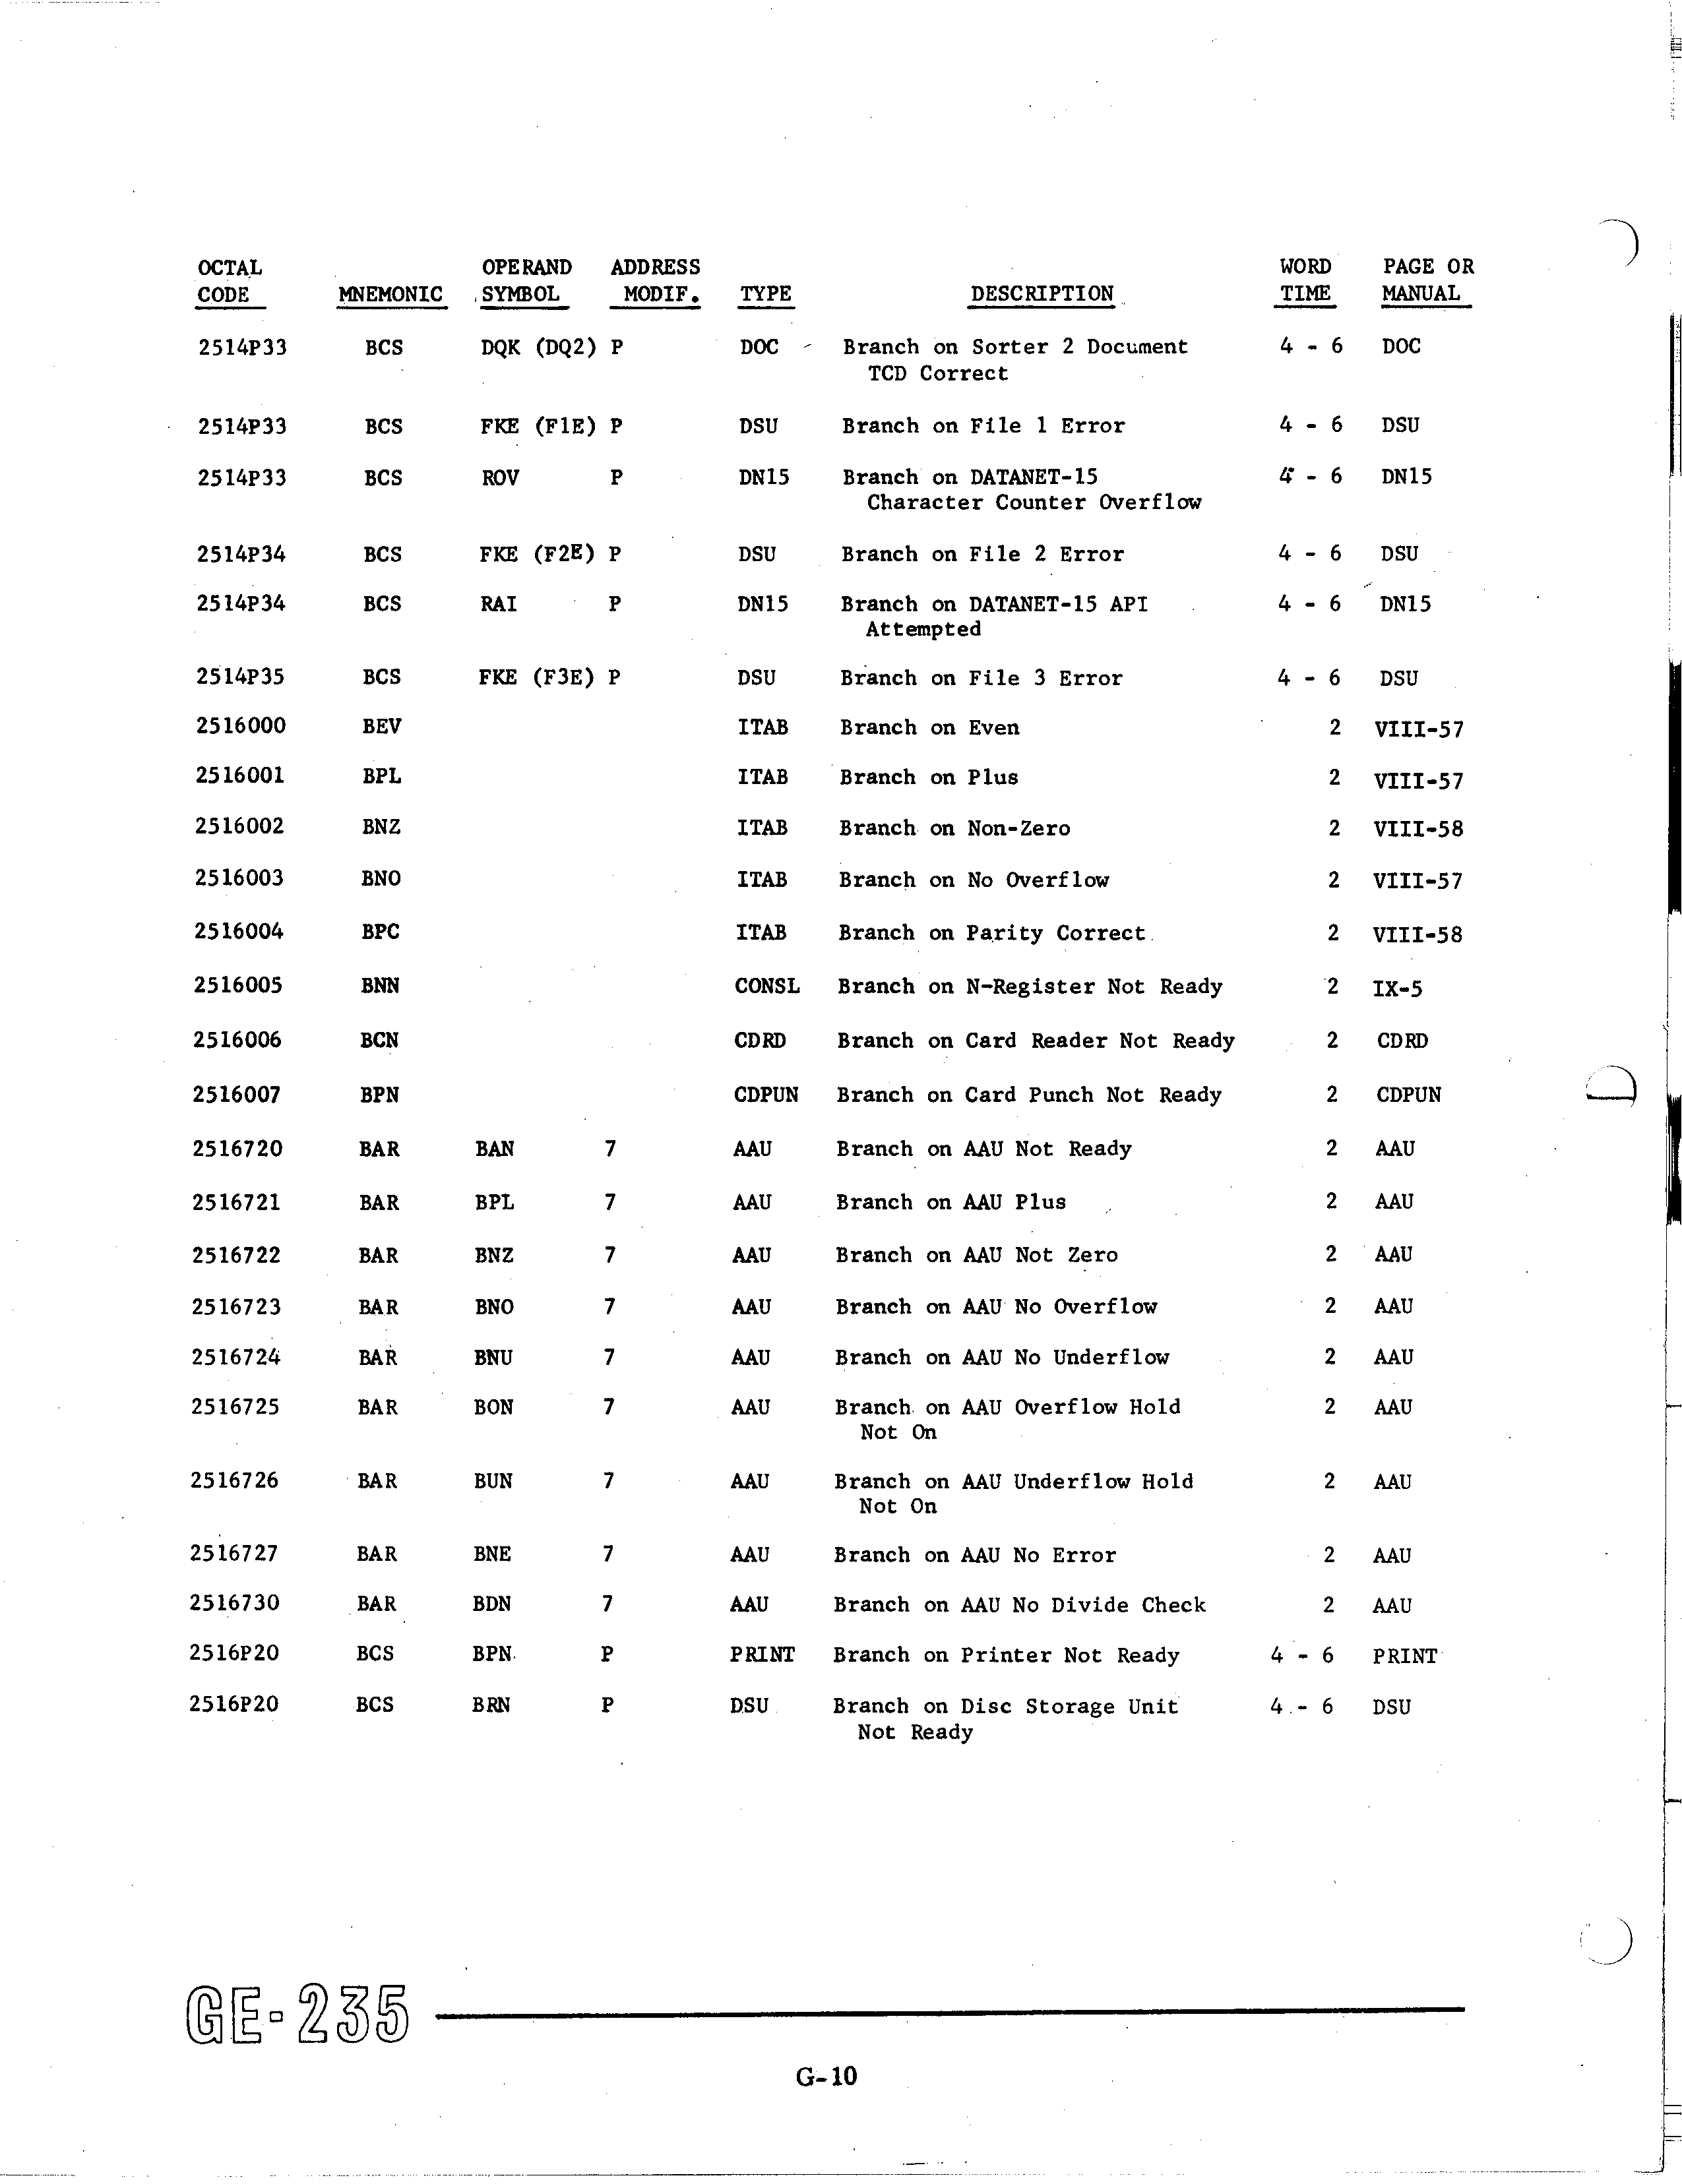 OCTAL OPERAND ADDRESS WORD PAGE OR
CODE MNEMONIC SYMBOL MODIF. TYPE DESCRIPTION TIME MANUAL
2514P33 BCS DQK (DQ2) P DOC Branch on Sorter 2 Document 4 - 6 DOC
TCD Correct
2514P33 BCS FKE (F1E) P DSU Branch on File 1 Error 4 - 6 DSU
2514P33 BCS ROV P DN15 Branch on DATANET-15 4 - 6 DN15
Character Counter Overflow
2514P34 BCS FKE (F2E) P DSU Branch on File 2 Error 4 - 6 DSU
2514P34 BCS RAI P DN15 Branch on DATANET-15 API 4 - 6 DN15
Attempted
2514P35 BCS FKE (F3E) P DSU Branch on File 3 Error 4 - 6 DSU
2516000 BEV ITAB Branch on Even 2 VIII-57
2516001 BPL ITAB Branch on Plus 2 VIII-57
2516002 BNZ ITAB Branch on Non-Zero 2 VIII-58
2516003 BNO ITAB Branch on No Overflow 2 VIII-57
2516004 BPC ITAB Branch on Parity Correct 2 VIII-58
2516005 BNN CONSL Branch on N-Register Not Ready 2 IX-5
2516006 BCN CDRD Branch on Card Reader Not Ready 2 CDRD
2516007 BPN CDPUN Branch on Card Punch Not Ready 2 CDPUN
2516720 BAR BAN 7 AAU Branch on AAU Not Ready 2 AAU
2516721 BAR BPL 7 AAU Branch on AAU Plus 2 AAU
2516722 BAR BNZ 7 AAU Branch on AAU Not Zero 2 AAU
2516723 BAR BNO 7 AAU Branch on AAU No Overflow 2 AAU
2516724 BAR BNU 7 AAU Branch on AAU No Underflow 2 AAU
2516725 BAR BON 7 AAU Branch on AAU Overflow Hold 2 AAU
Not On
2516726 BAR BUN 7 AAU Branch on AAU Underflow Hold 2 AAU
Not On
2516727 BAR BNE 7 AAU Branch on AAU No Error 2 AAU
2516730 BAR BDN 7 AAU Branch on AAU No Divide Check 2 AAU
2516P20 BCS BPN P PRINT Branch on Printer Not Ready 4 - 6 PRINT
2516P20 BCS BRN P DSU Branch on Disc Storage Unit 4 - 6 DSU
Not Ready
GE-235
G-10